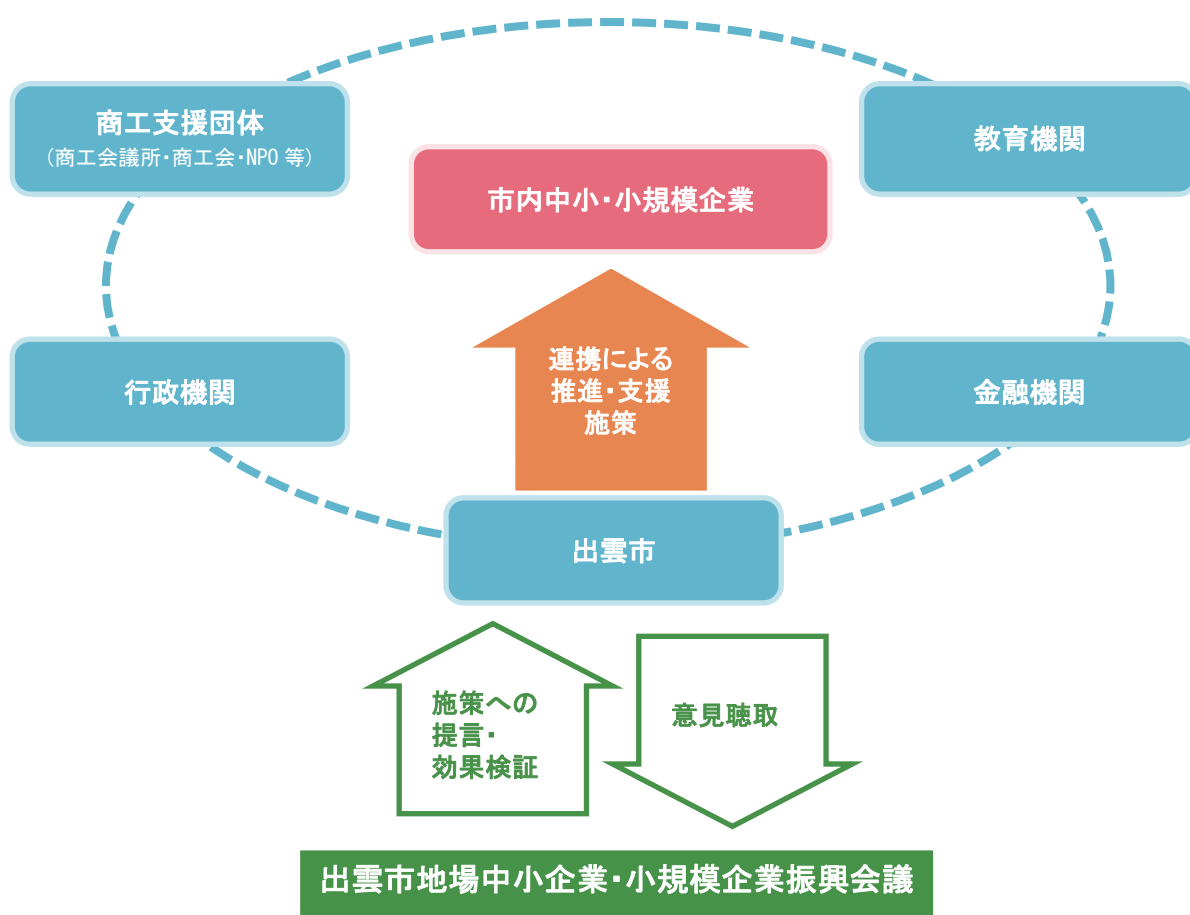 商工支援団体
（商工会議所・商工会・NPO 等）
教育機関
市内中小・小規模企業
連携による
推進・支援
施策
行政機関
金融機関
出雲市
施策への
提言・
効果検証
意見聴取
出雲市地場中小企業・小規模企業振興会議